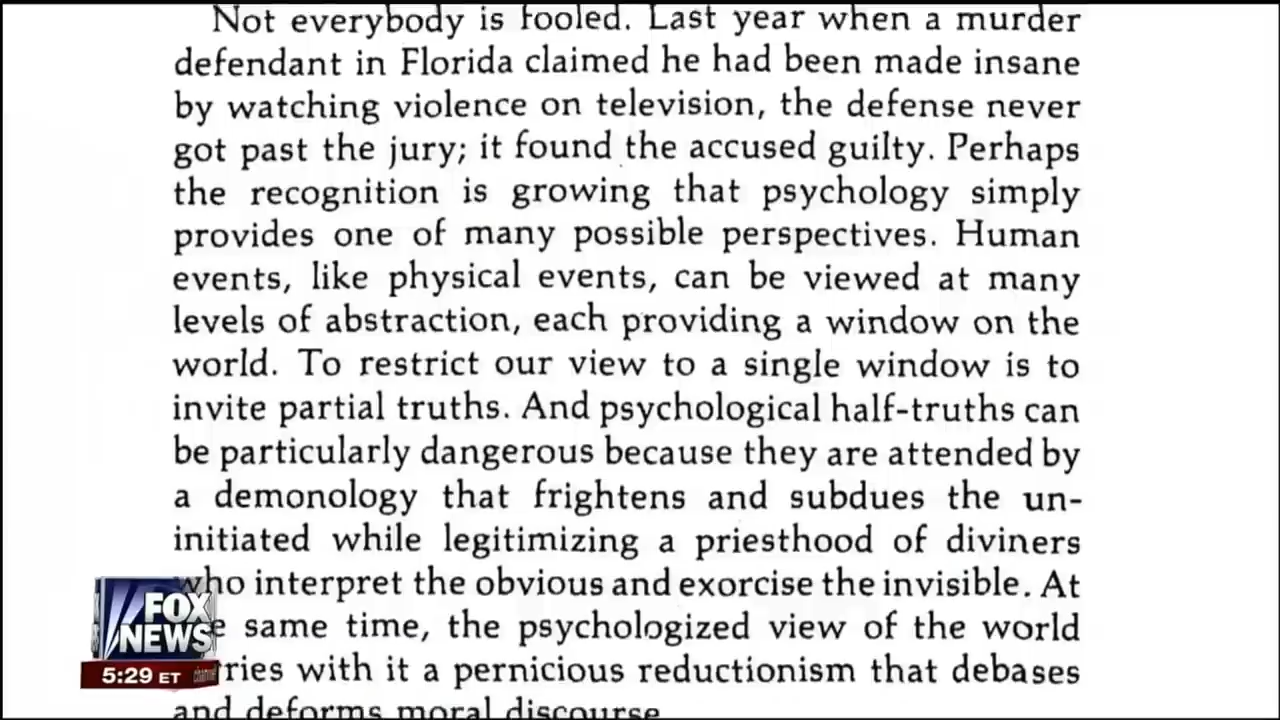 Not everybody is fooled. Last year when a murder
defendant in Florida claimed he had been made insane
by watching violence on television, the defense never
got past the jury; it found the accused guilty. Perhaps
the recognition is growing that psychology simply
provides one of many possible perspectives. Human
events, like physical events, can be viewed at many
levels of abstraction, each providing a window on the
world. To restrict our view to a single window is to
invite partial truths. And psychological half-truths can
be particularly dangerous because they are attended by
a demonology that frightens and subdues the un-
initiated while legitimizing a priesthood of diviners
who interpret the obvious and exorcise the invisible. At
e same time, the psychologized view of the world
rries with it a pernicious reductionism that debases
and deforms moral discourse
FOX
NEWS
channel
5:29 ET